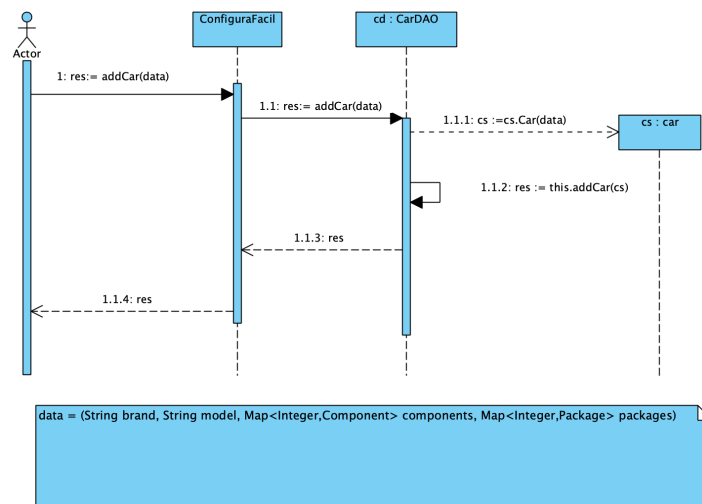 ConfiguraFacil
cd : CarDAO
Actor
1: res:= addCar(data)
1.1: res:= addCar(data)
1.1.1: cs :=cs.Car(data)
cs : car
1.1.2: res := this.addCar(cs)
1.1.3: res
1.1.4: res
data = (String brand, String model, Map<Integer,Component> components, Map<Integer,Package> packages)